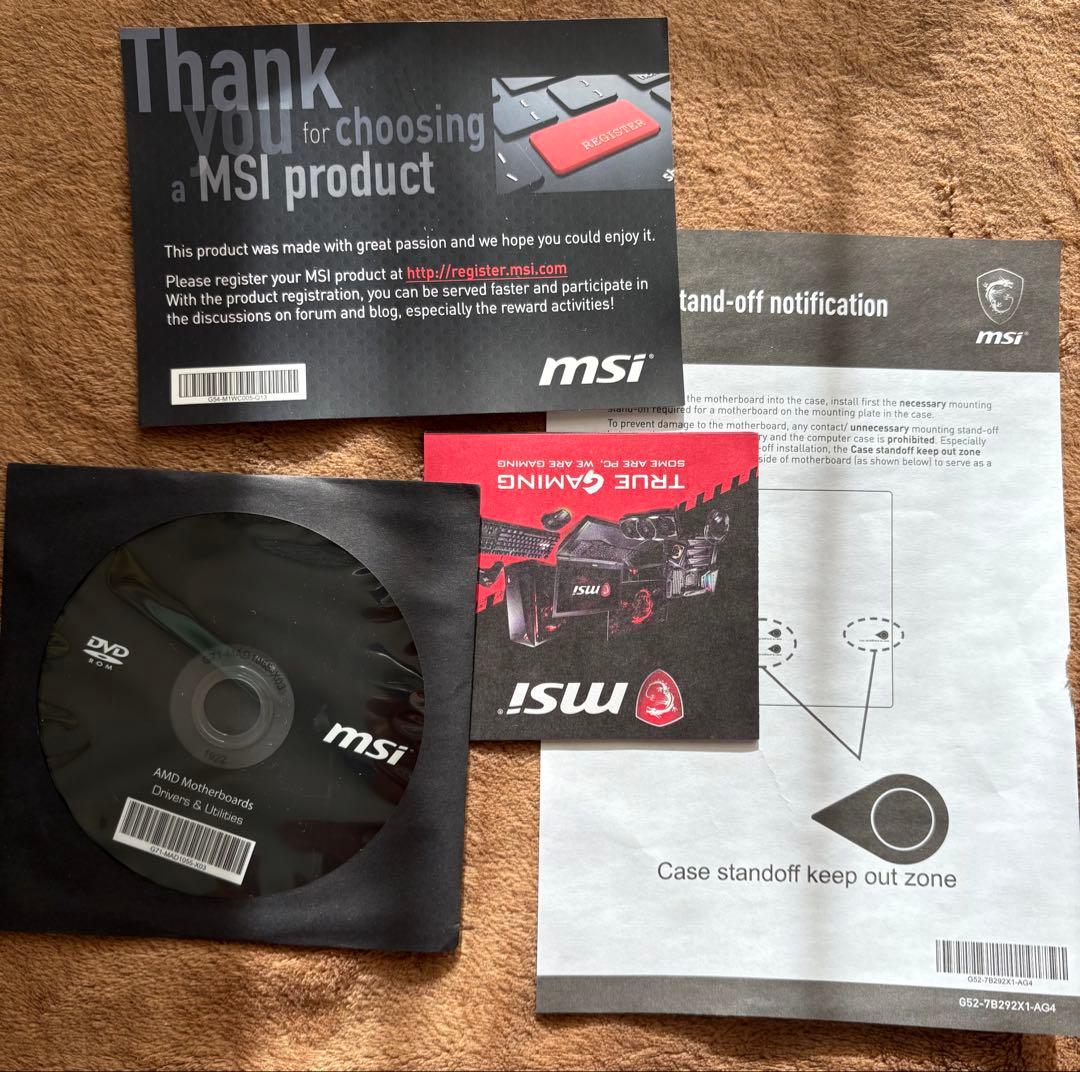 Thank
you for choosing
a MSI product
REGISTER
This product was made with great passion and we hope you could enjoy it.
Please register your MSI product at http://register.msi.com
With the product registration, you can be served faster and participate in
the discussions on forum and blog, especially the reward activities!
G54-M1WC005-Q13
msi
tand-off notification
msi
the motherboard into the case, install first the necessary mounting
stand-off required for a motherboard on the mounting plate in the case.
To prevent damage to the motherboard, any contact/ unnecessary mounting stand-off
and the computer case is prohibited. Especially
-off installation, the Case standoff keep out zone
side of motherboard (as shown below) to serve as a
Case standoff keep out zone
G52-7B292X1-AG4
G52-7B292X1-AG4
TRUE GAMING
SOME ARE PC, WE ARE GAMING
msi
msi
DVD
ROM
G71-MAD1055-X03
1922
msi
AMD Motherboards
Drivers & Utilities
G71-MAD1055-X03